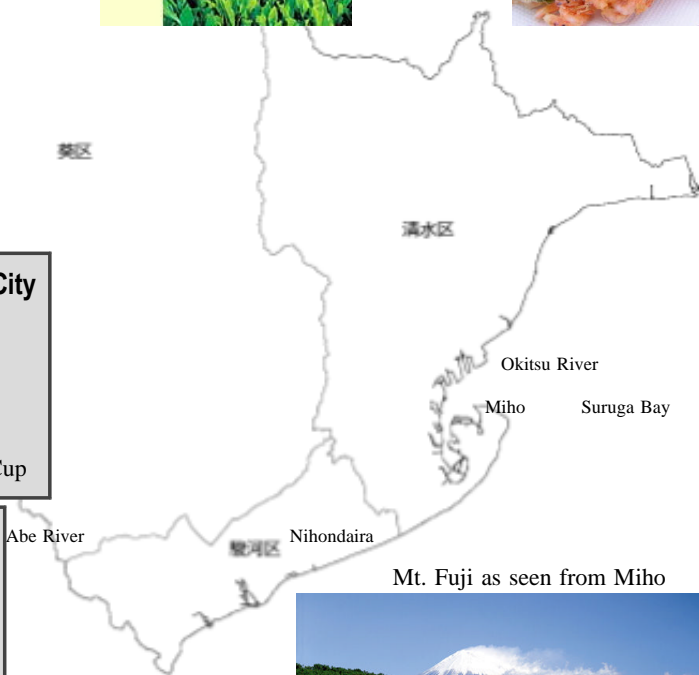 葵区
清水区
City
Okitsu River
Miho
Suruga Bay
Cup
Abe River
駿河区
Nihondaira
Mt. Fuji as seen from Miho